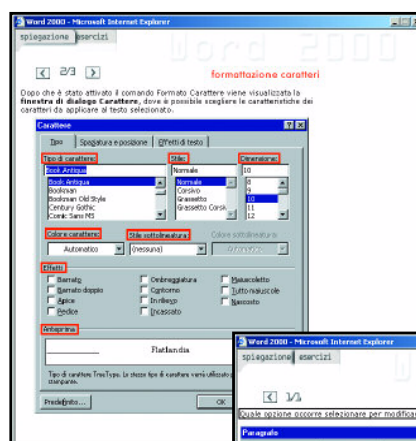 Word 2000 - Microsoft Internet Explorer
spiegazione esercizi
Word 2000
2/3
formattazione caratteri
Dopo che è stato attivato il comando Formato Carattere viene visualizzata la
finestra di dialogo Carattere, dove è possibile scegliere le caratteristiche dei
caratteri da applicare al testo selezionato.
Carattere
Tipo Spaziatura e posizione Effetti di testo
Tipo di carattere: Stile: Dimensione:
Book Antiqua Normale 10
Book Antiqua Normale 8
Bookman Corsivo 9
Bookman Old Style Grassetto 10
Century Gothic Grassetto Corsivo 11
Comic Sans MS 12
Colore carattere: Stile sottolineatura: Colore sottolineatura:
Automatico (nessuna) Automatico
Effetti
Barrato Ombreggiatura Maiuscoletto
Barrato doppio Contorno Tutto maiuscole
Apice In rilievo Nascosto
Pedice Incassato
Anteprima
Flatlandia
Tipo di carattere TrueType. Lo stesso tipo di carattere verrà utilizzato
stampante.
Predefinito... OK
Word 2000 - Microsoft Internet Explorer
spiegazione esercizi
1/1
Quale opzione occorre selezionare per modificar
Paragrafo